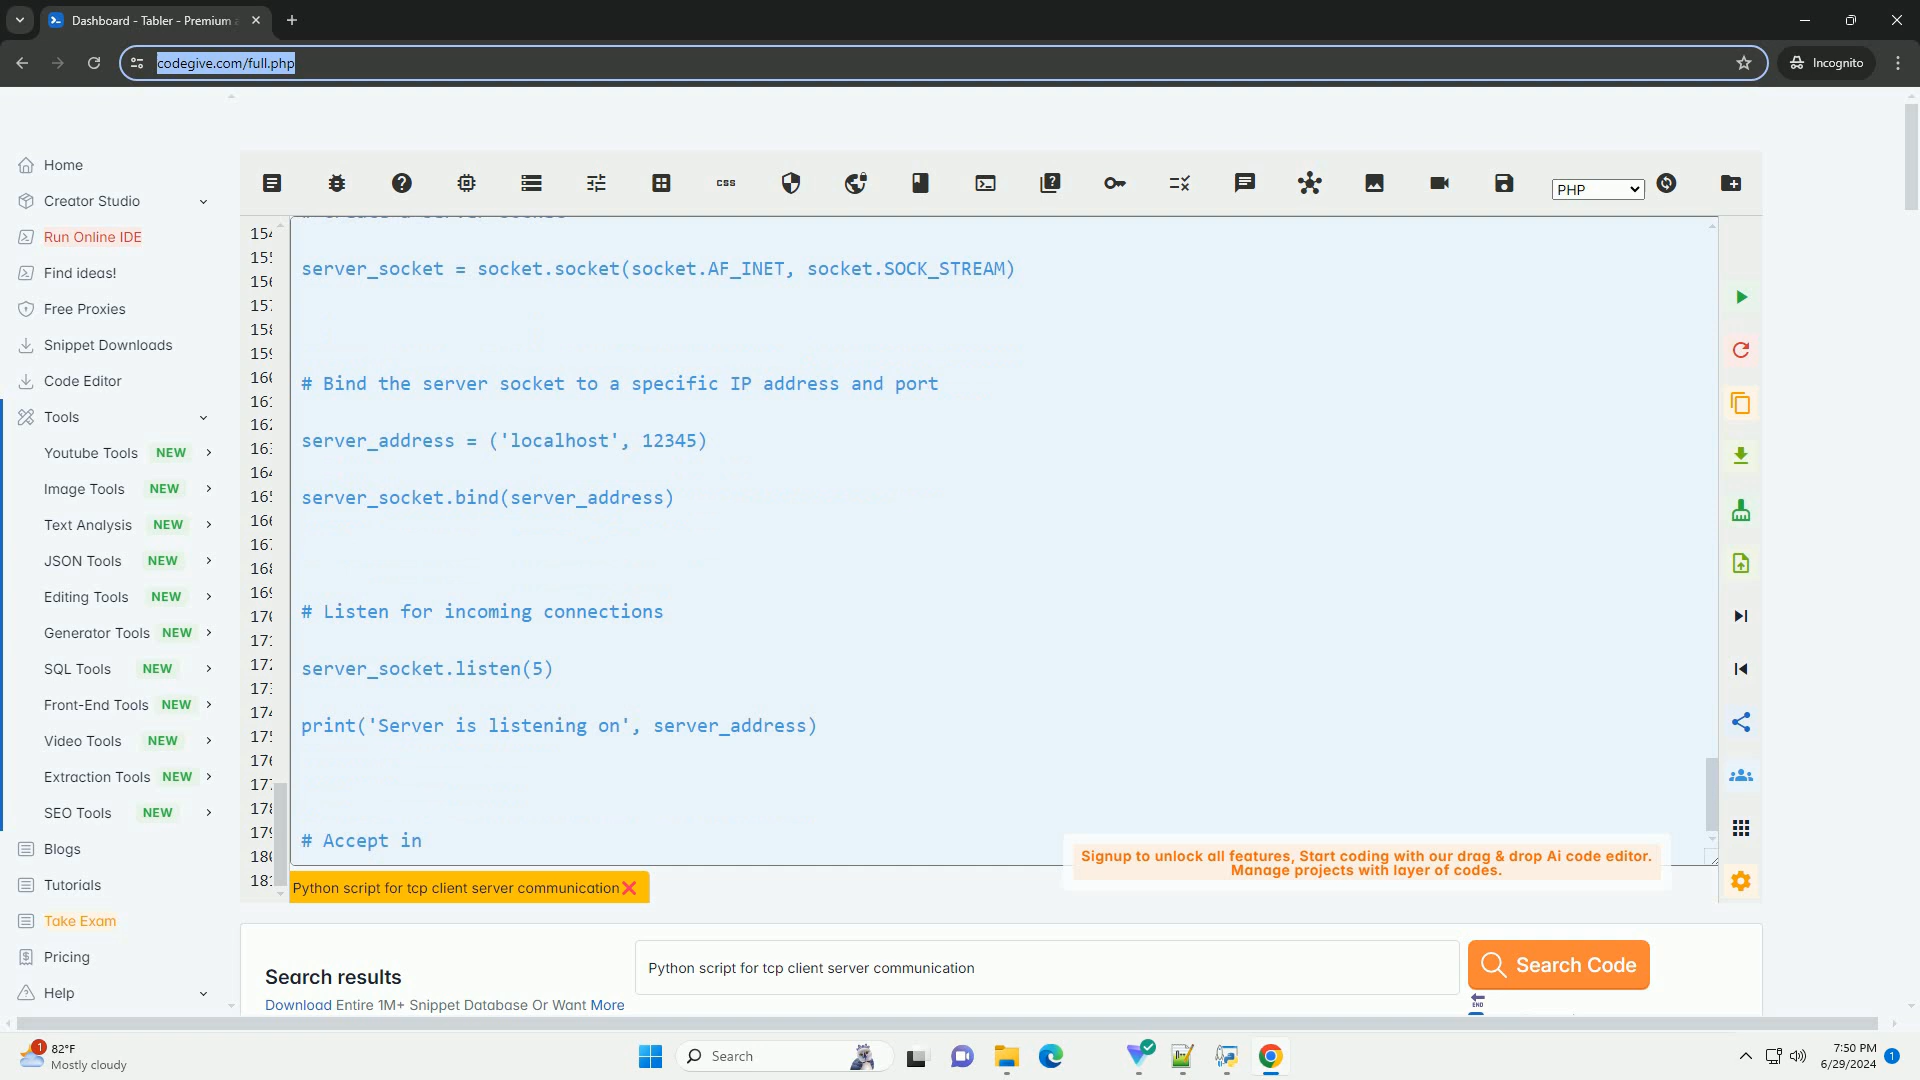 Dashboard - Tabler - Premium
codegive.com/full.php
Incognito
Home
Creator Studio
Run Online IDE
Find ideas!
Free Proxies
Snippet Downloads
Code Editor
Tools
Youtube Tools NEW
Image Tools NEW
Text Analysis NEW
JSON Tools NEW
Editing Tools NEW
Generator Tools NEW
SQL Tools NEW
Front-End Tools NEW
Video Tools NEW
Extraction Tools NEW
SEO Tools NEW
Blogs
Tutorials
Take Exam
Pricing
Help
css
PHP
server_socket = socket.socket(socket.AF_INET, socket.SOCK_STREAM)
# Bind the server socket to a specific IP address and port
server_address = ('localhost', 12345)
server_socket.bind(server_address)
# Listen for incoming connections
server_socket.listen(5)
print('Server is listening on', server_address)
# Accept in
Signup to unlock all features, Start coding with our drag & drop Ai code editor.
Manage projects with layer of codes.
Python script for tcp client server communication
Search results
Download Entire 1M+ Snippet Database Or Want More
Python script for tcp client server communication
Search Code
END
1
82°F
Mostly cloudy
Search
7:50 PM
6/29/2024
1